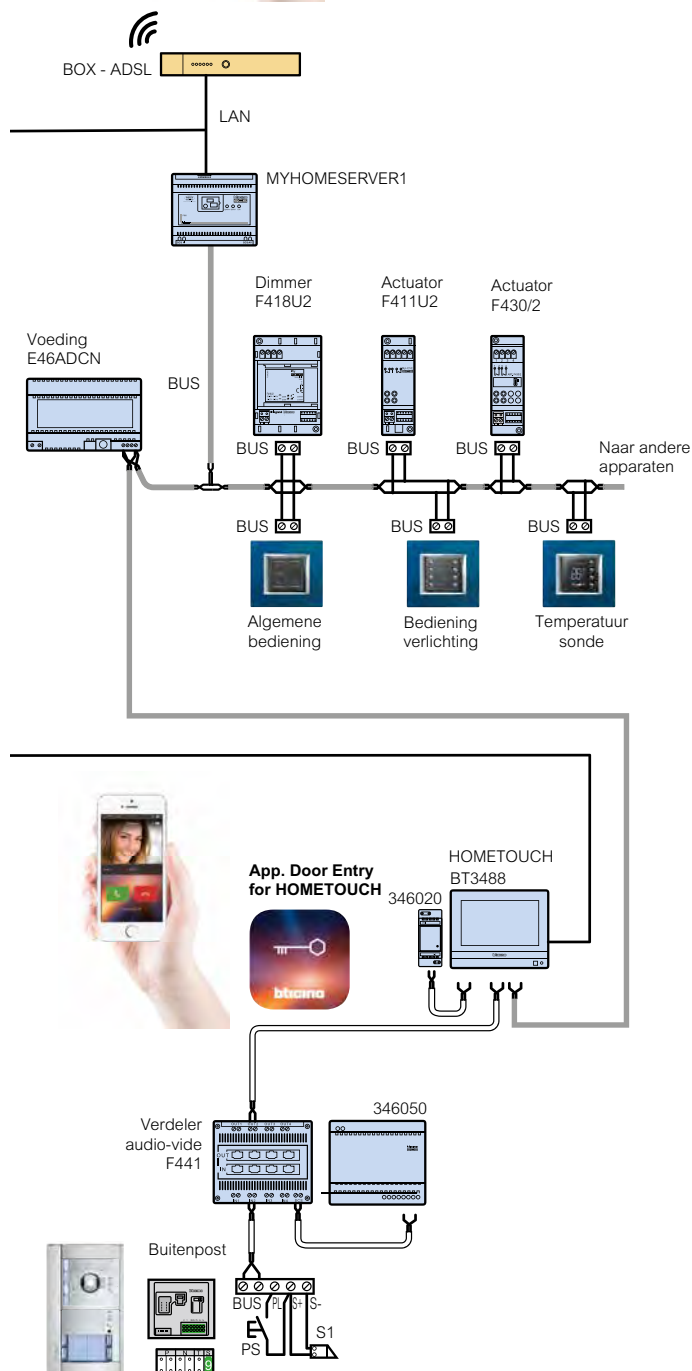 BOX - ADSL
LAN
MYHOMESERVER1
Dimmer
F418U2
Actuator
F411U2
Actuator
F430/2
Voeding
E46ADCN
BUS
BUS
BUS
BUS
Naar andere
apparaten
BUS
BUS
BUS
Algemene
bediening
Bediening
verlichting
Temperatuur
sonde
App. Door Entry
for HOMETOUCH
HOMETOUCH
BT3488
346020
bticino
Verdeler
audio-vide
F441
346050
OUT
IN
Buitenpost
BUS
PL
S+
S-
PS
S1
P
N
T
S
9